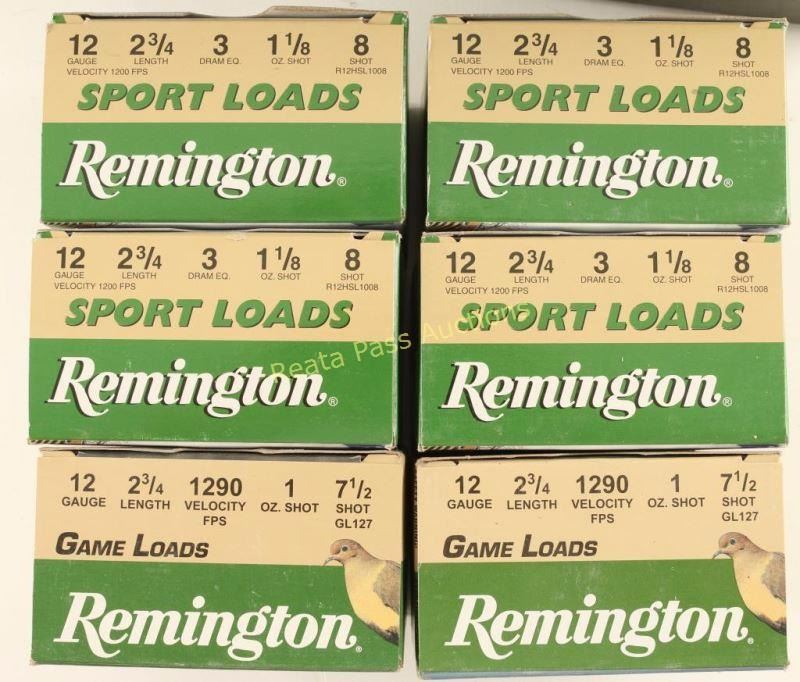 12 2 3/4 3 1 1/8 8
GAUGE LENGTH DRAM EQ. OZ. SHOT SHOT
VELOCITY 1200 FPS R12HSL1008
SPORT LOADS
Remington®
12 2 3/4 3 1 1/8 8
GAUGE LENGTH DRAM EQ. OZ. SHOT SHOT
VELOCITY 1200 FPS R12HSL1008
SPORT LOADS
Remington®
12 2 3/4 3 1 1/8 8
GAUGE LENGTH DRAM EQ. OZ. SHOT SHOT
VELOCITY 1200 FPS R12HSL1008
SPORT LOADS
Remington®
12 2 3/4 3 1 1/8 8
GAUGE LENGTH DRAM EQ. OZ. SHOT SHOT
VELOCITY 1200 FPS R12HSL1008
SPORT LOADS
Remington®
Reata Pass Auctions
12 2 3/4 1290 1 7 1/2
GAUGE LENGTH VELOCITY OZ. SHOT SHOT
FPS GL127
GAME LOADS
Remington®
12 2 3/4 1290 1 7 1/2
GAUGE LENGTH VELOCITY OZ. SHOT SHOT
FPS GL127
GAME LOADS
Remington®